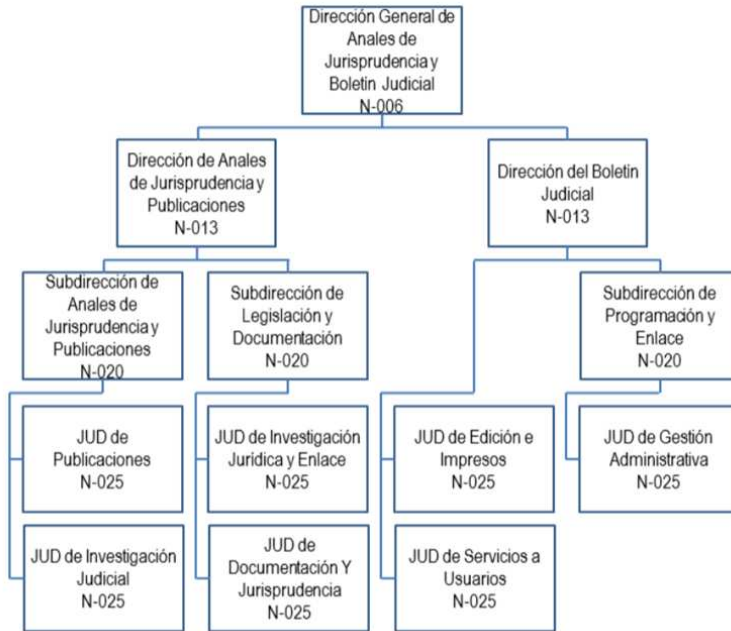 Dirección General de
Anales de
Jurisprudencia y
Boletin Judicial
N-006
Dirección de Anales
de Jurisprudencia y
Publicaciones
N-013
Dirección del Boletin
Judicial
N-013
Subdirección de
Anales de
Jurisprudencia y
Publicaciones
N-020
Subdirección de
Legislación y
Documentación
N-020
Subdirección de
Programación y
Enlace
N-020
JUD de
Publicaciones
N-025
JUD de Investigación
Jurídica y Enlace
N-025
JUD de Edición e
Impresos
N-025
JUD de Gestión
Administrativa
N-025
JUD de Investigación
Judicial
N-025
JUD de
Documentación Y
Jurisprudencia
N-025
JUD de Servicios a
Usuarios
N-025